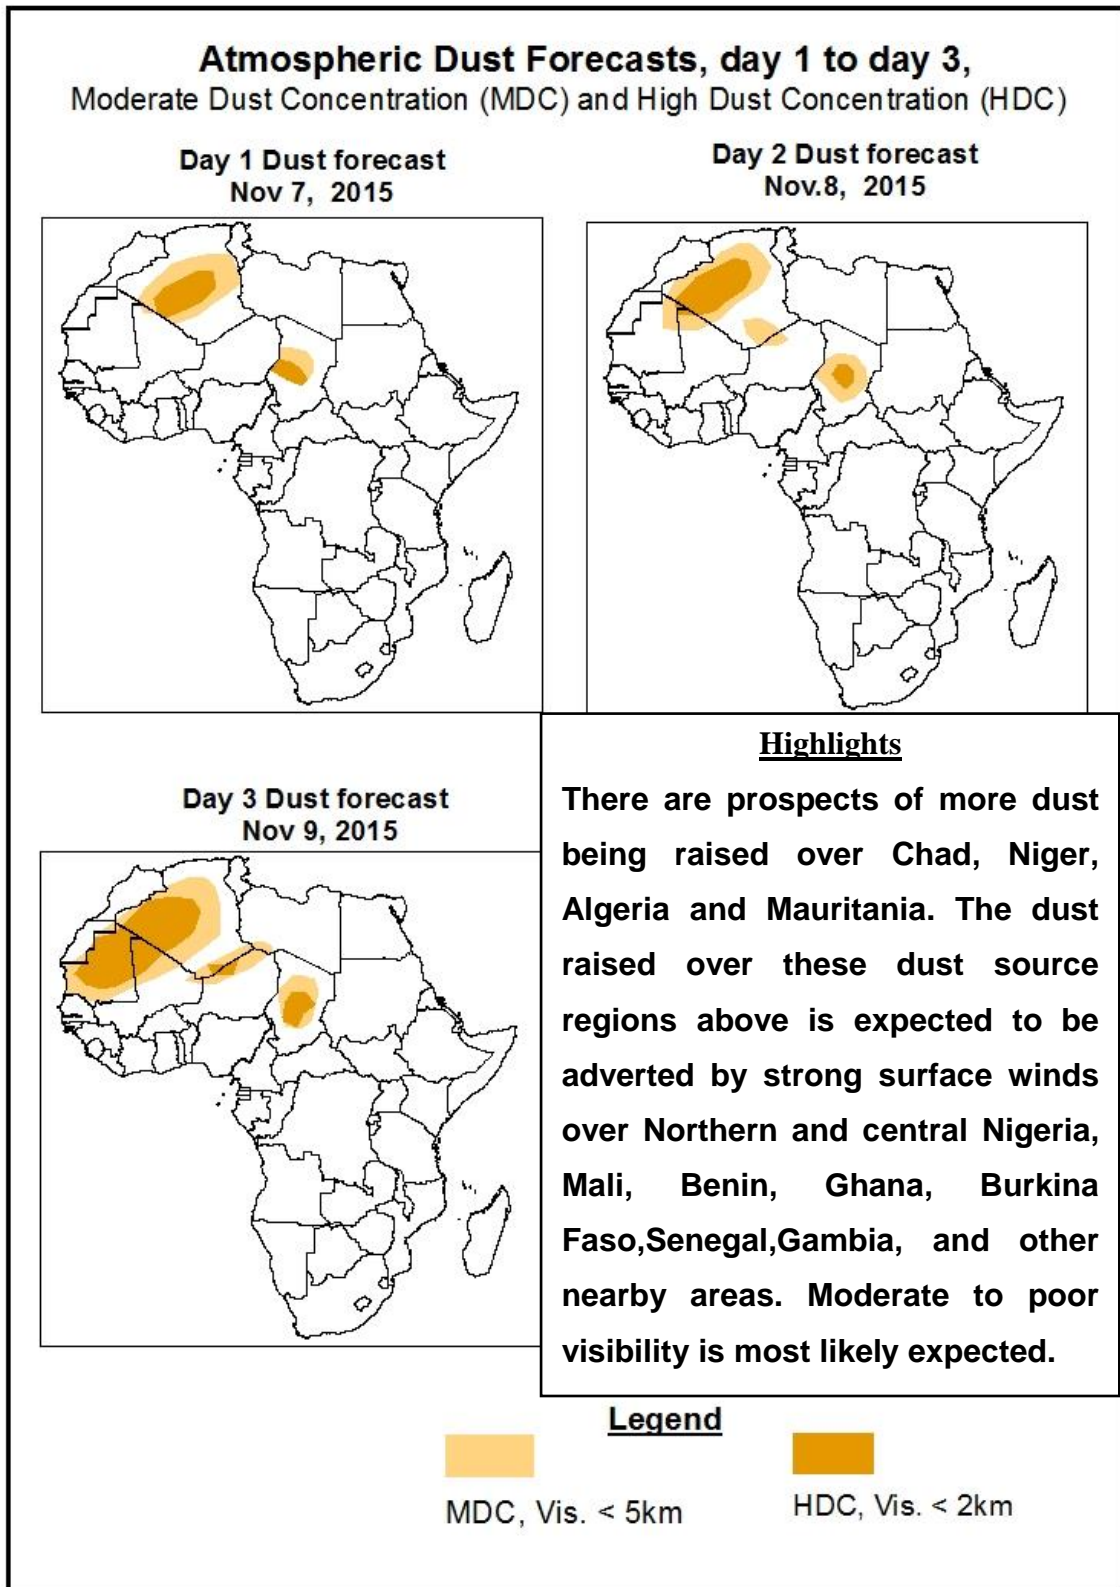 Atmospheric Dust Forecasts, day 1 to day 3,
Moderate Dust Concentration (MDC) and High Dust Concentration (HDC)
Day 1 Dust forecast
Nov 7, 2015
Day 2 Dust forecast
Nov.8, 2015
Day 3 Dust forecast
Nov 9, 2015
Highlights
There are prospects of more dust
being raised over Chad, Niger,
Algeria and Mauritania. The dust
raised over these dust source
regions above is expected to be
adverted by strong surface winds
over Northern and central Nigeria,
Mali, Benin, Ghana, Burkina
Faso,Senegal,Gambia, and other
nearby areas. Moderate to poor
visibility is most likely expected.
Legend
MDC, Vis. < 5km
HDC, Vis. < 2km